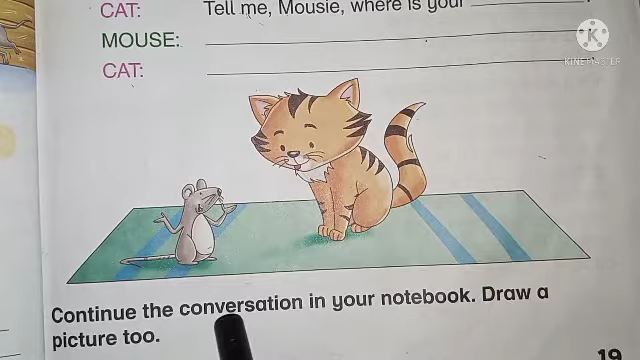 CAT: Tell me, Mousie, where is your
MOUSE:
CAT:
KINEMASTER
Continue the conversation in your notebook. Draw a
picture too.
19